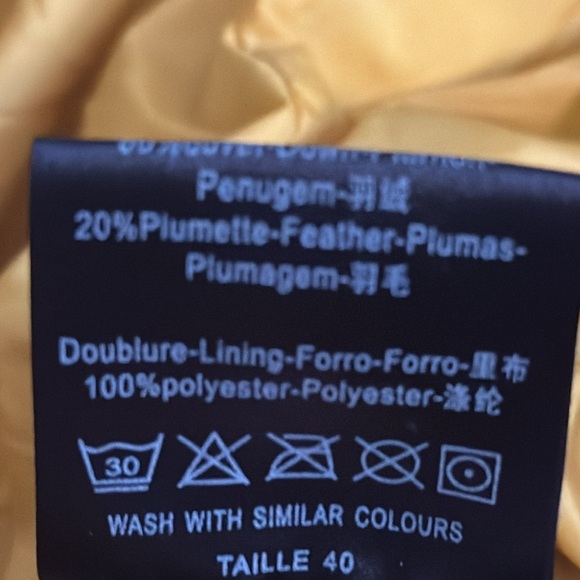 Penugem-羽绒
20%Plumette-Feather-Plumas-
Plumagem-羽毛
Doublure-Lining-Forro-Forro-里布
100%polyester-Polyester-涤纶
30
WASH WITH SIMILAR COLOURS
TAILLE 40